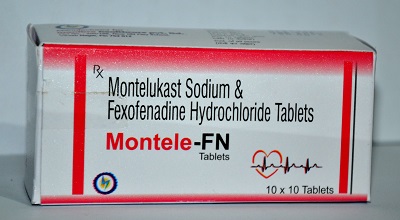 Rx
Montelukast Sodium &
Fexofenadine Hydrochloride Tablets
Montele-FN
Tablets
10 x 10 Tablets